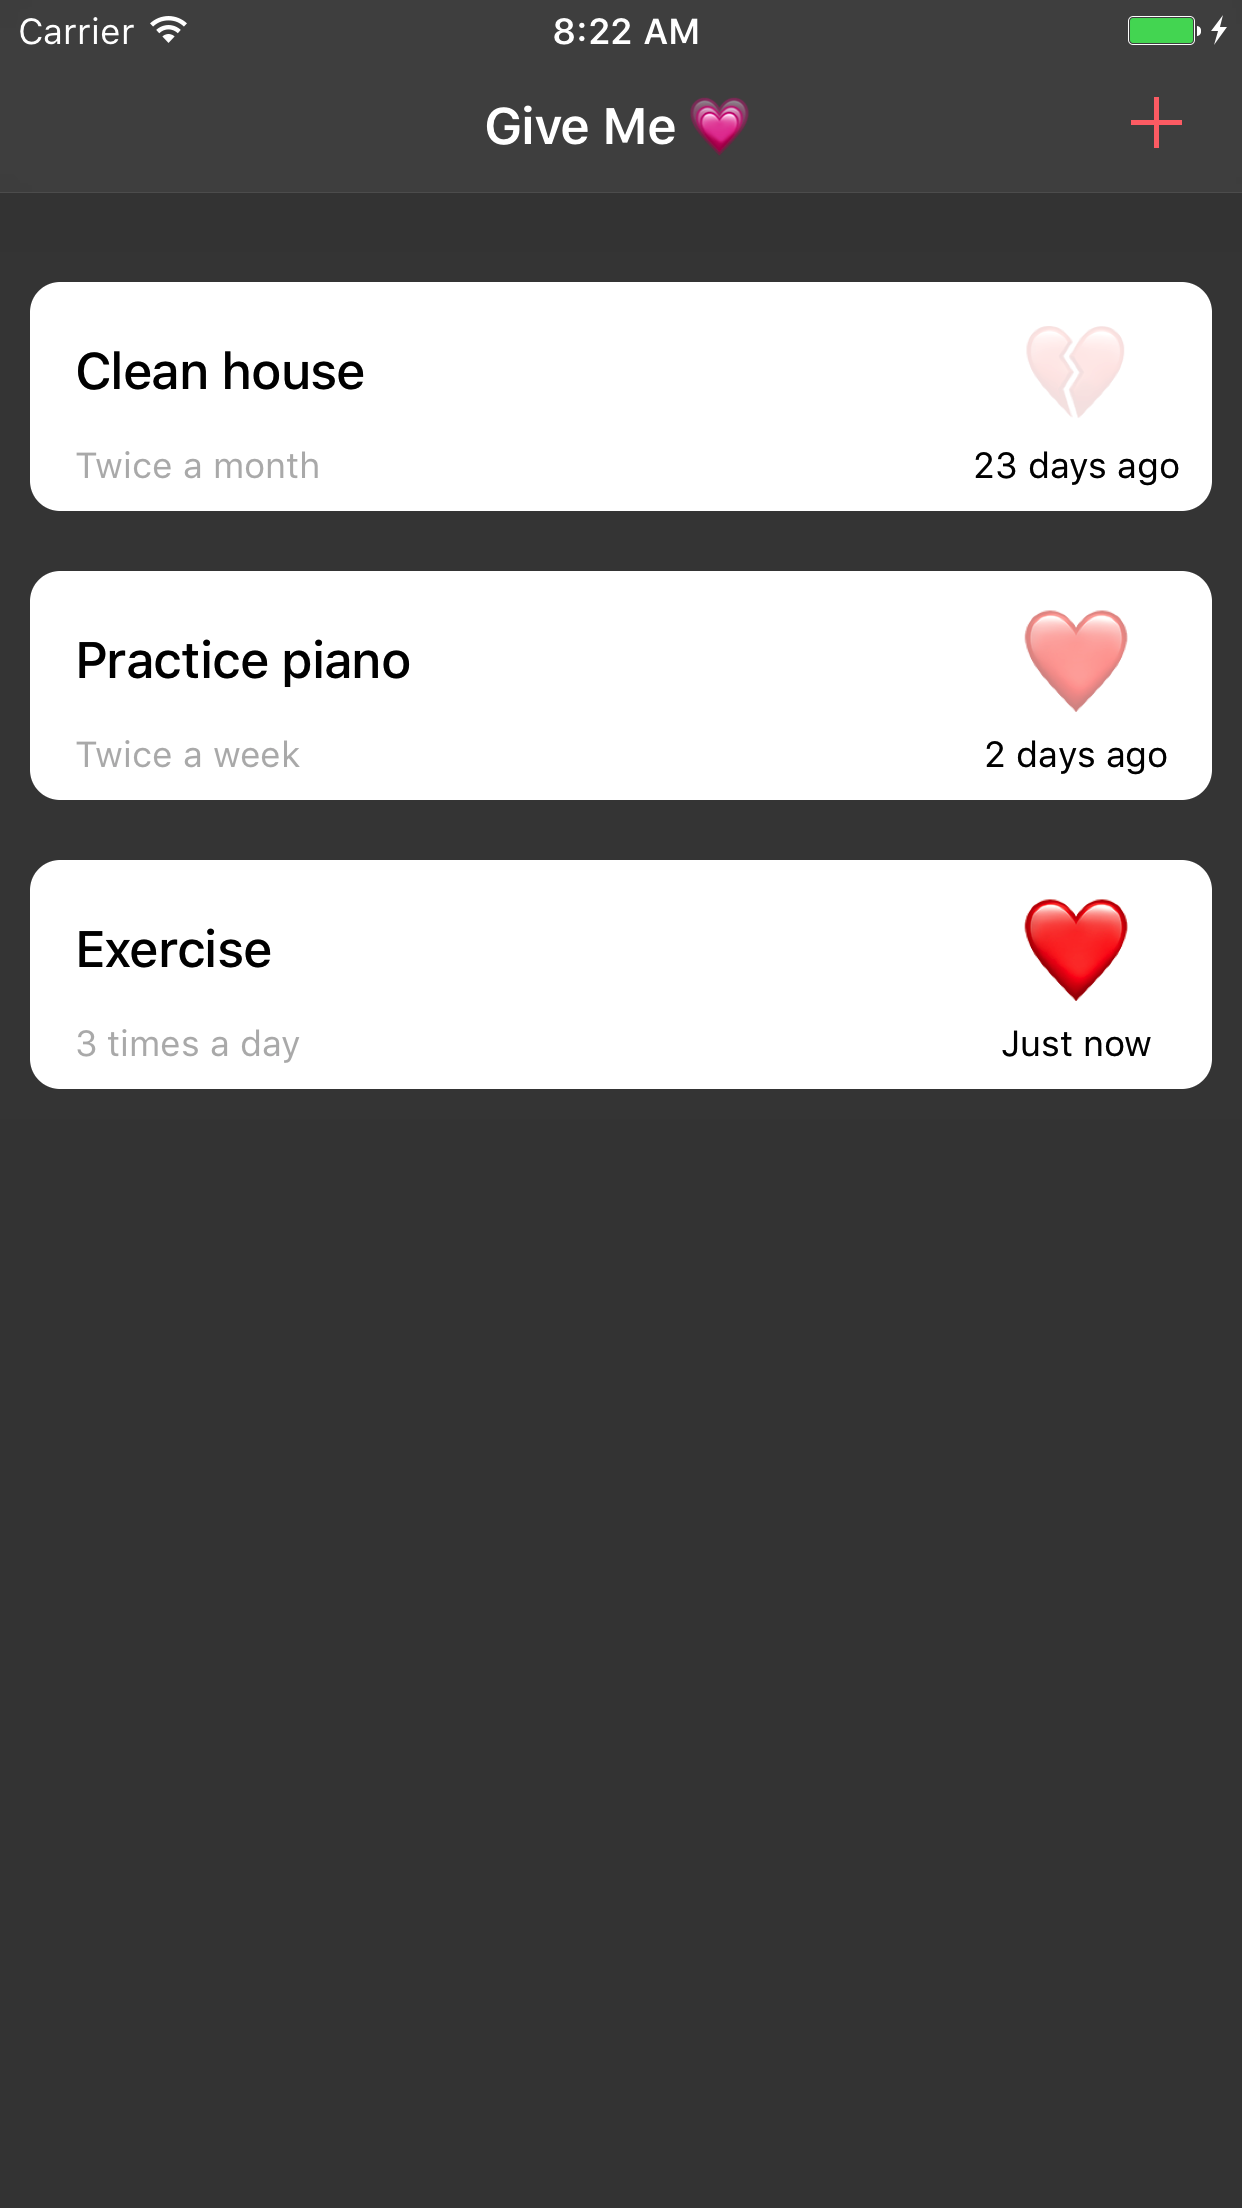 Carrier 8:22 AM
Give Me 💗
Clean house
Twice a month 23 days ago
Practice piano
Twice a week 2 days ago
Exercise
3 times a day Just now